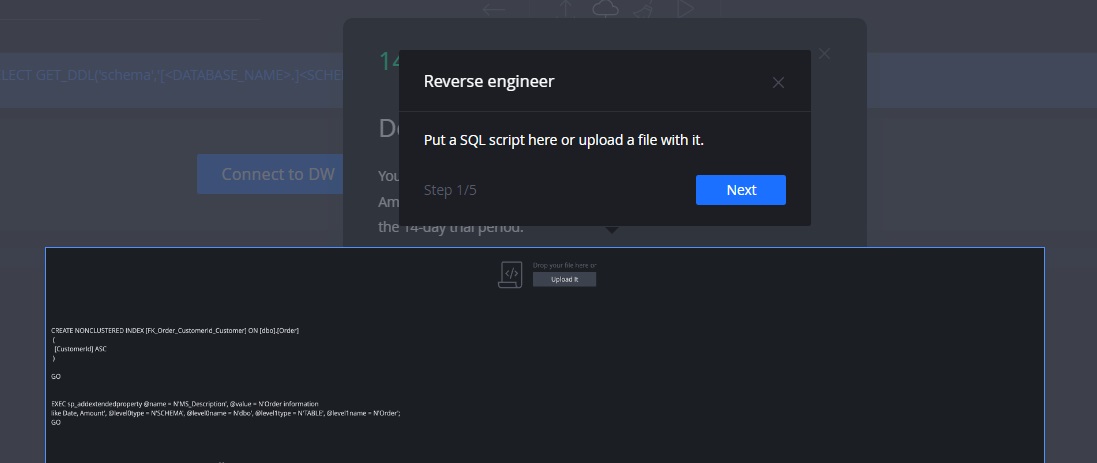 14
LECT GET_DDL('schema','[<DATABASE_NAME>.]<SCHE
Reverse engineer
Put a SQL script here or upload a file with it.
Connect to DW
You
Step 1/5
Next
Am
the 14-day trial period.
Drop your file here or
Upload It
CREATE NONCLUSTERED INDEX [FK_Order_CustomerId_Customer] ON [dbo].[Order]
(
[CustomerId] ASC
)
GO
EXEC sp_addextendedproperty @name = N'MS_Description', @value = N'Order information
like Date, Amount', @level0type = N'SCHEMA', @level0name = N'dbo', @level1type = N'TABLE', @level1name = N'Order';
GO